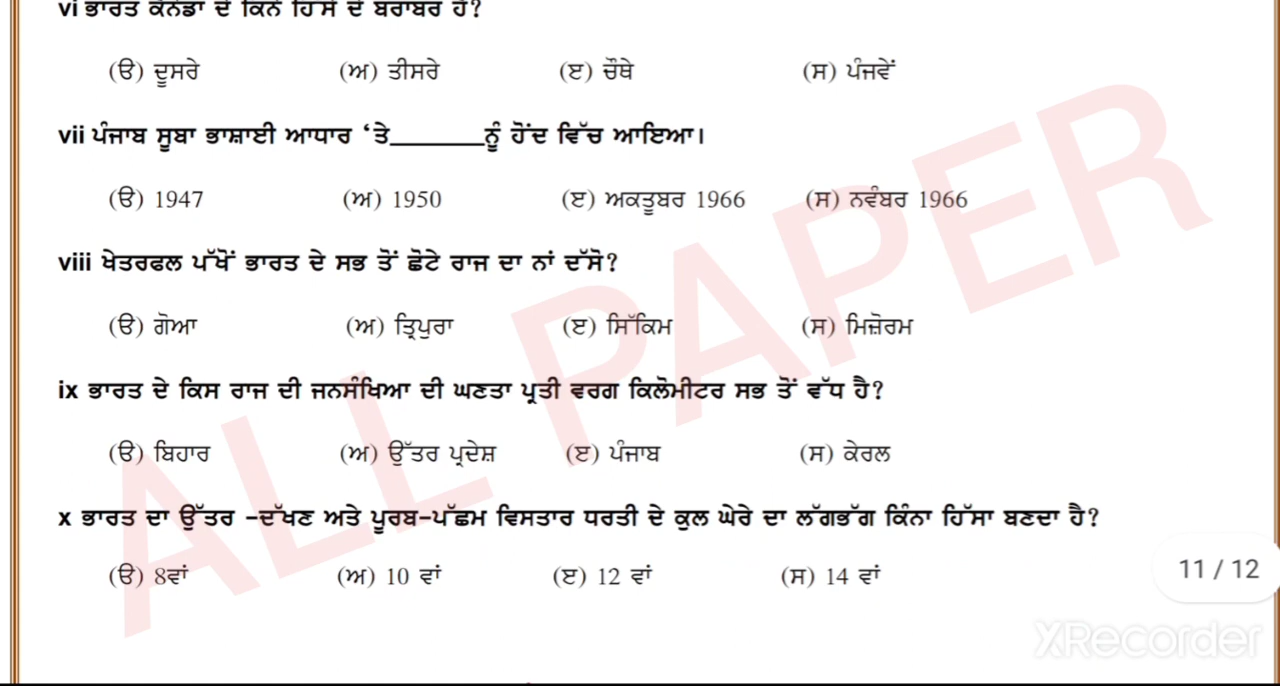 vi ਭਾਰਤ ਕੈਨੇਡਾ ਦੇ ਕਿੰਨੇ ਹਿੱਸੇ ਦੇ ਬਰਾਬਰ ਹੈ?
(ੳ) ਦੂਸਰੇ (ਅ) ਤੀਸਰੇ (ੲ) ਚੌਥੇ (ਸ) ਪੰਜਵੇਂ
vii ਪੰਜਾਬ ਸੂਬਾ ਭਾਸ਼ਾਈ ਆਧਾਰ ‘ਤੇ_______ਨੂੰ ਹੋਂਦ ਵਿੱਚ ਆਇਆ।
(ੳ) 1947 (ਅ) 1950 (ੲ) ਅਕਤੂਬਰ 1966 (ਸ) ਨਵੰਬਰ 1966
viii ਖੇਤਰਫਲ ਪੱਖੋਂ ਭਾਰਤ ਦੇ ਸਭ ਤੋਂ ਛੋਟੇ ਰਾਜ ਦਾ ਨਾਂ ਦੱਸੋ?
(ੳ) ਗੋਆ (ਅ) ਤ੍ਰਿਪੁਰਾ (ੲ) ਸਿੱਕਿਮ (ਸ) ਮਿਜ਼ੋਰਮ
ix ਭਾਰਤ ਦੇ ਕਿਸ ਰਾਜ ਦੀ ਜਨਸੰਖਿਆ ਦੀ ਘਣਤਾ ਪ੍ਰਤੀ ਵਰਗ ਕਿਲੋਮੀਟਰ ਸਭ ਤੋਂ ਵੱਧ ਹੈ?
(ੳ) ਬਿਹਾਰ (ਅ) ਉੱਤਰ ਪ੍ਰਦੇਸ਼ (ੲ) ਪੰਜਾਬ (ਸ) ਕੇਰਲ
x ਭਾਰਤ ਦਾ ਉੱਤਰ -ਦੱਖਣ ਅਤੇ ਪੂਰਬ-ਪੱਛਮ ਵਿਸਤਾਰ ਧਰਤੀ ਦੇ ਕੁਲ ਘੇਰੇ ਦਾ ਲੱਗਭੱਗ ਕਿੰਨਾ ਹਿੱਸਾ ਬਣਦਾ ਹੈ?
(ੳ) 8ਵਾਂ (ਅ) 10 ਵਾਂ (ੲ) 12 ਵਾਂ (ਸ) 14 ਵਾਂ
11 / 12
ALL PAPER
XRecorder